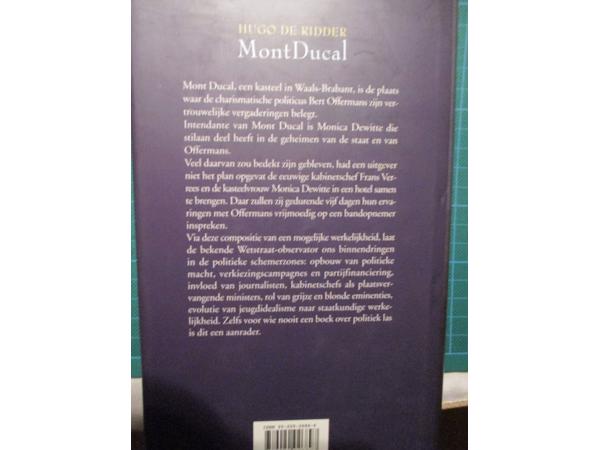 HUGO DE RIDDER
MontDucal
Mont Ducal, een kasteel in Waals-Brabant, is de plaats
waar de charismatische politicus Bert Offermans zijn ver-
trouwelijke vergaderingen belegt.
Intendante van Mont Ducal is Monica Dewitte die
stilaan deel heeft in de geheimen van de staat en van
Offermans.
Veel daarvan zou bedekt zijn gebleven, had een uitgever
niet het plan opgevat de eeuwige kabinetschef Frans Ver-
rees en de kasteelvrouw Monica Dewitte in een hotel samen
te brengen. Daar zullen zij gedurende vijf dagen hun erva-
ringen met Offermans vrijmoedig op een bandopnemer
inspreken.
Via deze compositie van een mogelijke werkelijkheid, laat
de bekende Wetstraat-observator ons binnendringen
in de politieke schemerzones: opbouw van politieke
macht, verkiezingscampagnes en partijfinanciering,
invloed van journalisten, kabinetschefs als plaatsver-
vangende ministers, rol van grijze en blonde eminenties,
evolutie van jeugdidealisme naar staatkundige werke-
lijkheid. Zelfs voor wie nooit een boek over politiek las
is dit een aanrader.
ISBN